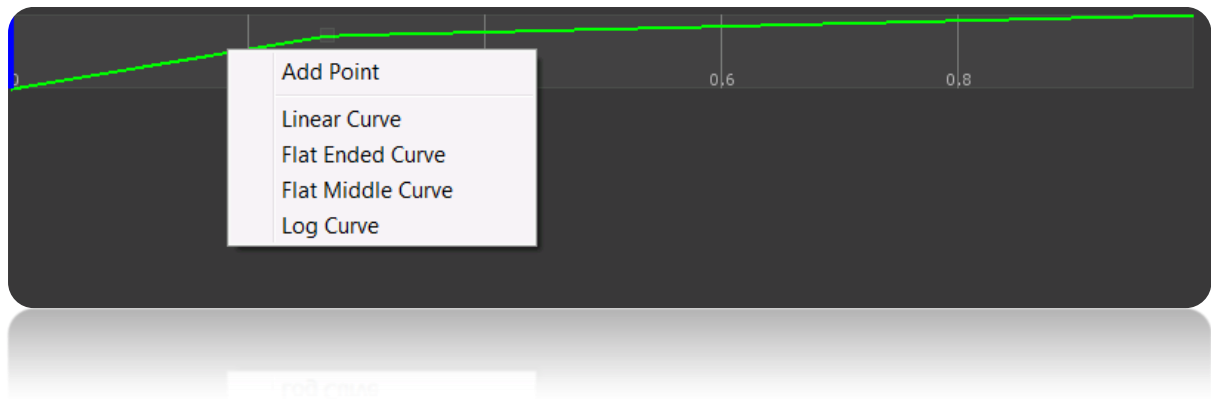 0
0,6
0,8
Add Point
Linear Curve
Flat Ended Curve
Flat Middle Curve
Log Curve